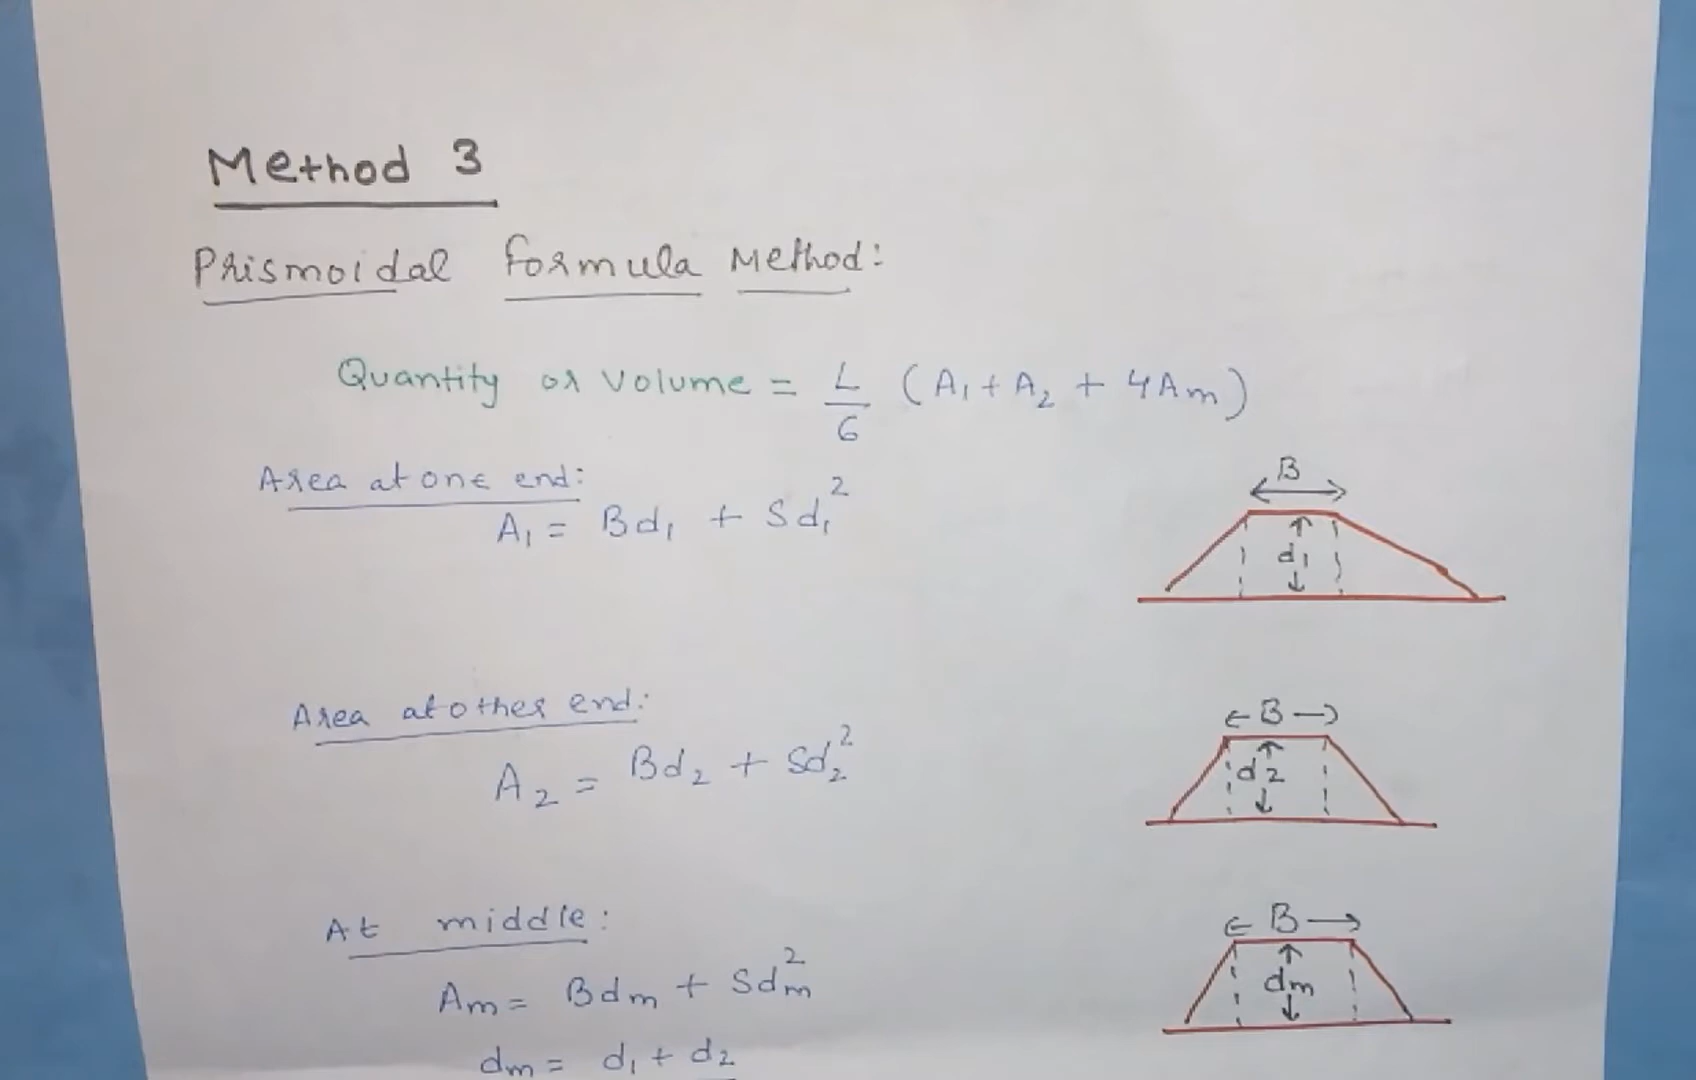 Method 3
Prismoidal formula Method:
Quantity or Volume = L/6 (A₁ + A₂ + 4Am)
Area at one end:
A₁ = Bd₁ + Sd₁²
B
d₁
Area at other end:
A₂ = Bd₂ + Sd₂²
B
d₂
At middle:
Am = Bdm + Sdm²
dm = d₁ + d₂
B
dm